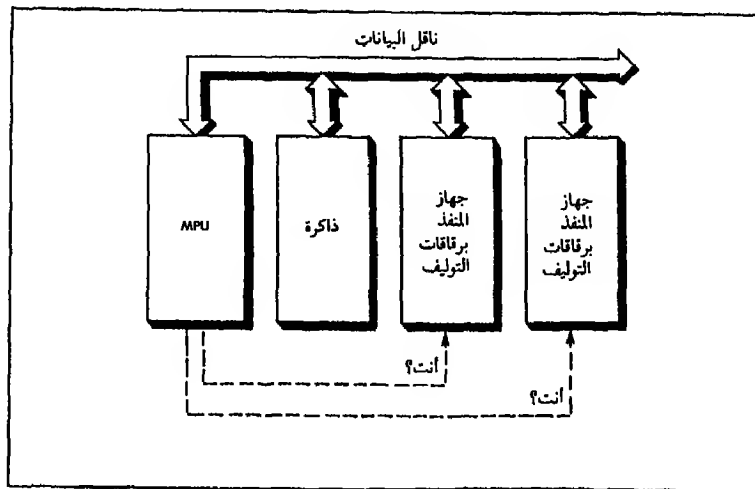 ناقل البيانات
MPU
ذاكرة
جهاز
المنفذ
برقاقات
التوليف
جهاز
المنفذ
برقاقات
التوليف
أنت؟
أنت؟